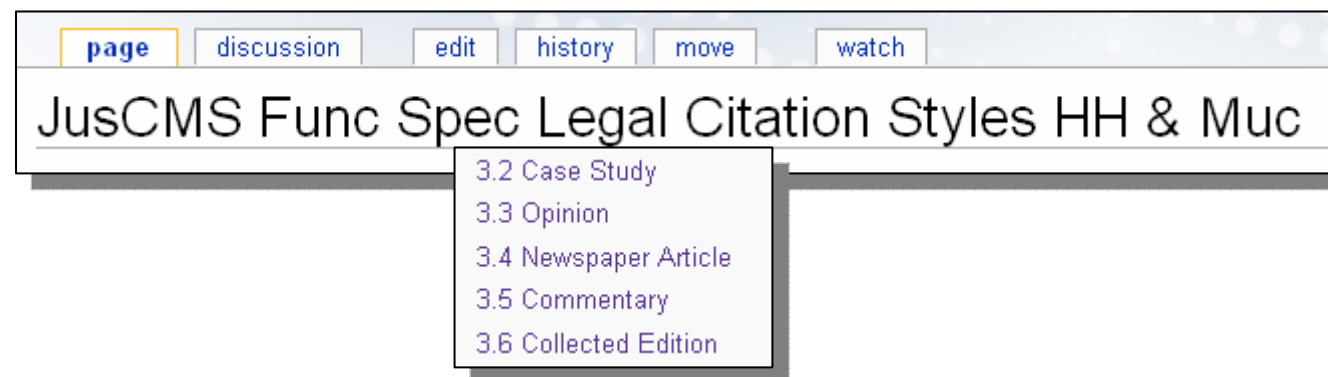 page discussion edit history move watch
JusCMS Func Spec Legal Citation Styles HH & Muc
3.2 Case Study
3.3 Opinion
3.4 Newspaper Article
3.5 Commentary
3.6 Collected Edition